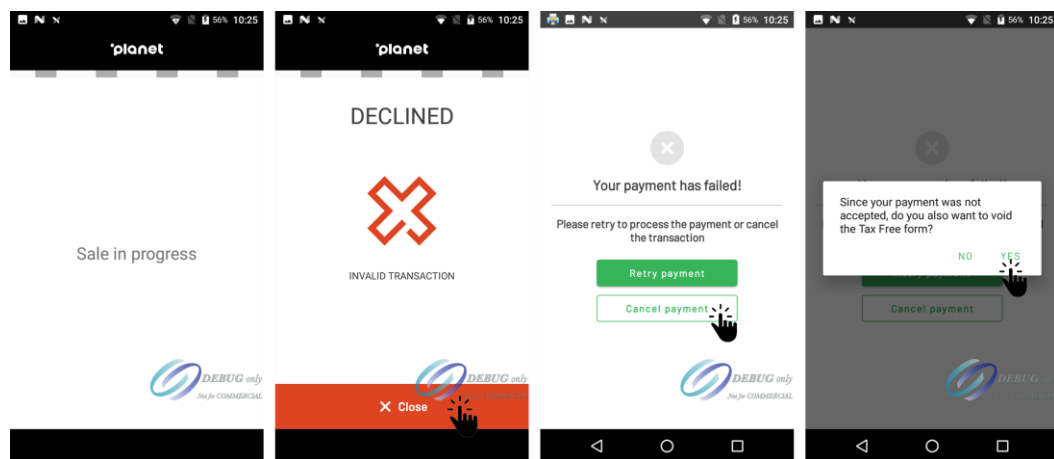 56% 10:25
planet
Sale in progress
DEBUG only
Not for COMMERCIAL
56% 10:25
planet
DECLINED
INVALID TRANSACTION
DEBUG only
Close
56% 10:25
Your payment has failed!
Please retry to process the payment or cancel
the transaction
Retry payment
Cancel payment
DEBUG only
Not for COMMERCIAL
56% 10:25
Since your payment was not
accepted, do you also want to void
the Tax Free form?
NO YES
Cancel payment
DEBUG only